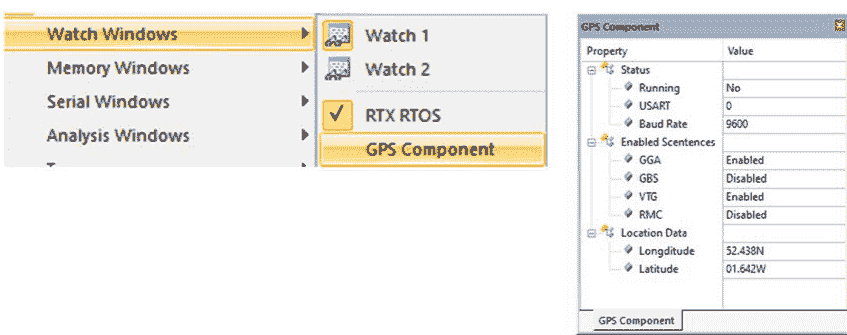 Watch Windows
Memory Windows
Serial Windows
Analysis Windows
Watch 1
Watch 2
RTX RTOS
GPS Component
GPS Component
Property Value
Status
Running No
USART 0
Baud Rate 9600
Enabled Scentences
GGA Enabled
GBS Disabled
VTG Enabled
RMC Disabled
Location Data
Longditude 52.438N
Latitude 01.642W
GPS Component